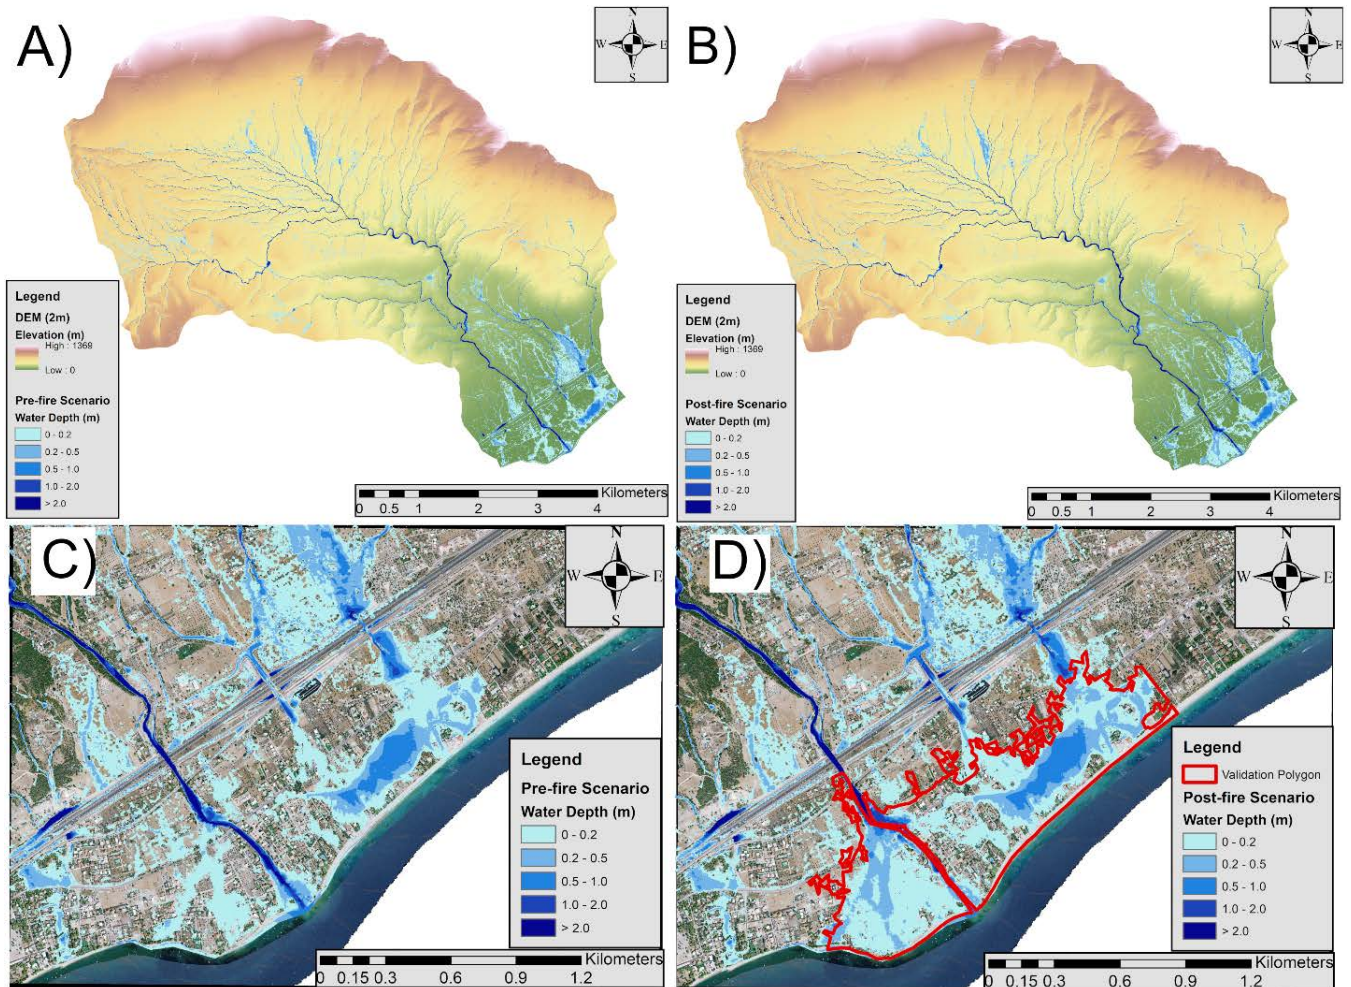 A)
N
W E
S
Legend
DEM (2m)
Elevation (m)
High : 1368
Low : 0
Pre-fire Scenario
Water Depth (m)
0 - 0.2
0.2 - 0.5
0.5 - 1.0
1.0 - 2.0
> 2.0
Kilometers
0 0.5 1 2 3 4
B)
N
W E
S
Legend
DEM (2m)
Elevation (m)
High : 1369
Low : 0
Post-fire Scenario
Water Depth (m)
0 - 0.2
0.2 - 0.5
0.5 - 1.0
1.0 - 2.0
> 2.0
Kilometers
0 0.5 1 2 3 4
C)
N
W E
S
Legend
Pre-fire Scenario
Water Depth (m)
0 - 0.2
0.2 - 0.5
0.5 - 1.0
1.0 - 2.0
> 2.0
Kilometers
0 0.15 0.3 0.6 0.9 1.2
D)
N
W E
S
Legend
Validation Polygon
Post-fire Scenario
Water Depth (m)
0 - 0.2
0.2 - 0.5
0.5 - 1.0
1.0 - 2.0
> 2.0
Kilometers
0 0.15 0.3 0.6 0.9 1.2